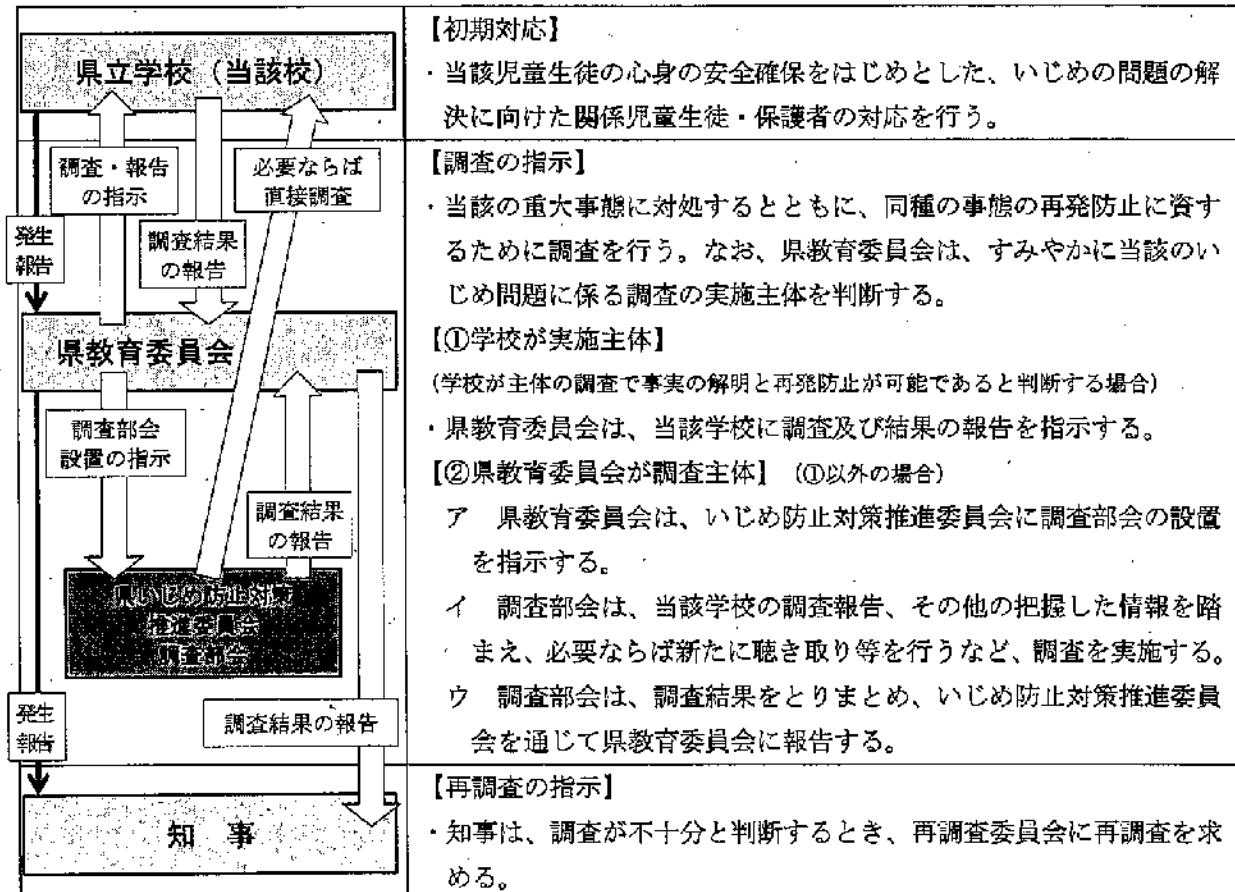 県立学校（当該校）
調査・報告
の指示
必要ならば
直接調査
発生
報告
調査結果
の報告
県教育委員会
調査部会
設置の指示
調査結果
の報告
県いじめ防止対策
推進委員会
調査部会
発生
報告
調査結果の報告
知　事
【初期対応】
・当該児童生徒の心身の安全確保をはじめとした、いじめの問題の解
決に向けた関係児童生徒・保護者の対応を行う。
【調査の指示】
・当該の重大事態に対処するとともに、同種の事態の再発防止に資す
るために調査を行う。なお、県教育委員会は、すみやかに当該のい
じめ問題に係る調査の実施主体を判断する。
【①学校が実施主体】
（学校が主体の調査で事実の解明と再発防止が可能であると判断する場合）
・県教育委員会は、当該学校に調査及び結果の報告を指示する。
【②県教育委員会が調査主体】（①以外の場合）
ア　県教育委員会は、いじめ防止対策推進委員会に調査部会の設置
を指示する。
イ　調査部会は、当該学校の調査報告、その他の把握した情報を踏
まえ、必要ならば新たに聴き取り等を行うなど、調査を実施する。
ウ　調査部会は、調査結果をとりまとめ、いじめ防止対策推進委員
会を通じて県教育委員会に報告する。
【再調査の指示】
・知事は、調査が不十分と判断するとき、再調査委員会に再調査を求
める。